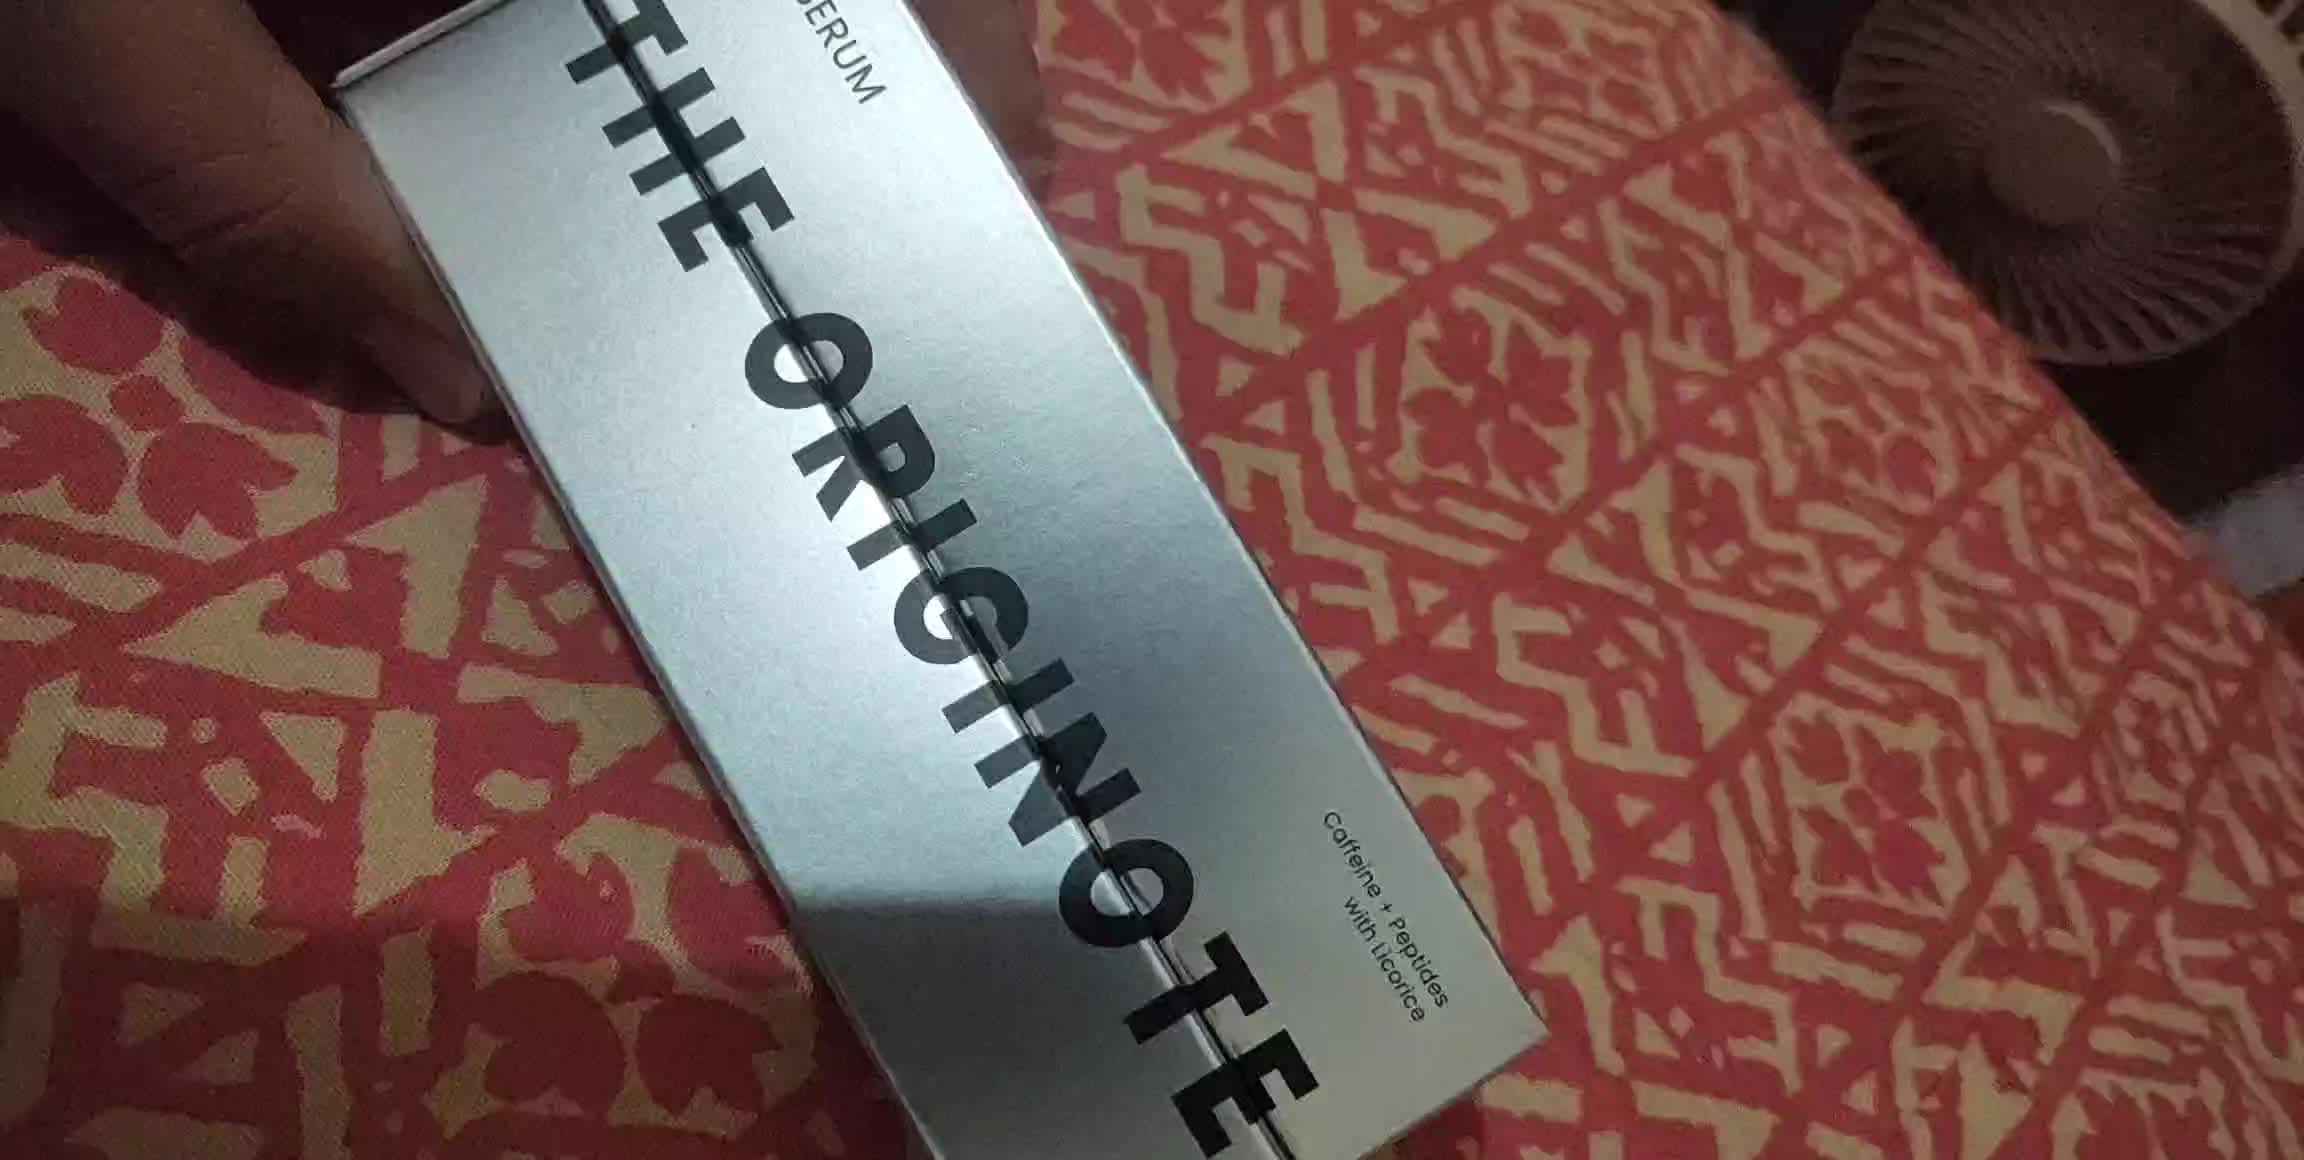 SERUM
THE ORIGINOTE
Caffeine + Peptides
with Licorice